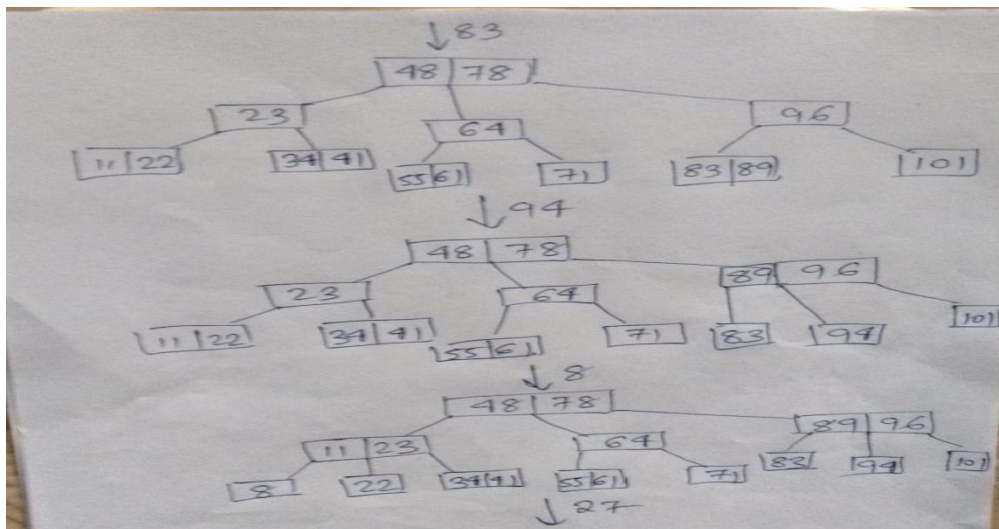 ↓ 83
48 | 78
23 64 96
11 | 22 34 | 41 55 | 61 71 83 | 89 101
↓ 94
48 | 78
23 64 89 | 96
11 | 22 34 | 41 55 | 61 71 83 94 101
↓ 8
48 | 78
11 | 23 64 89 | 96
8 22 34 | 41 55 | 61 71 83 94 101
↓ 27